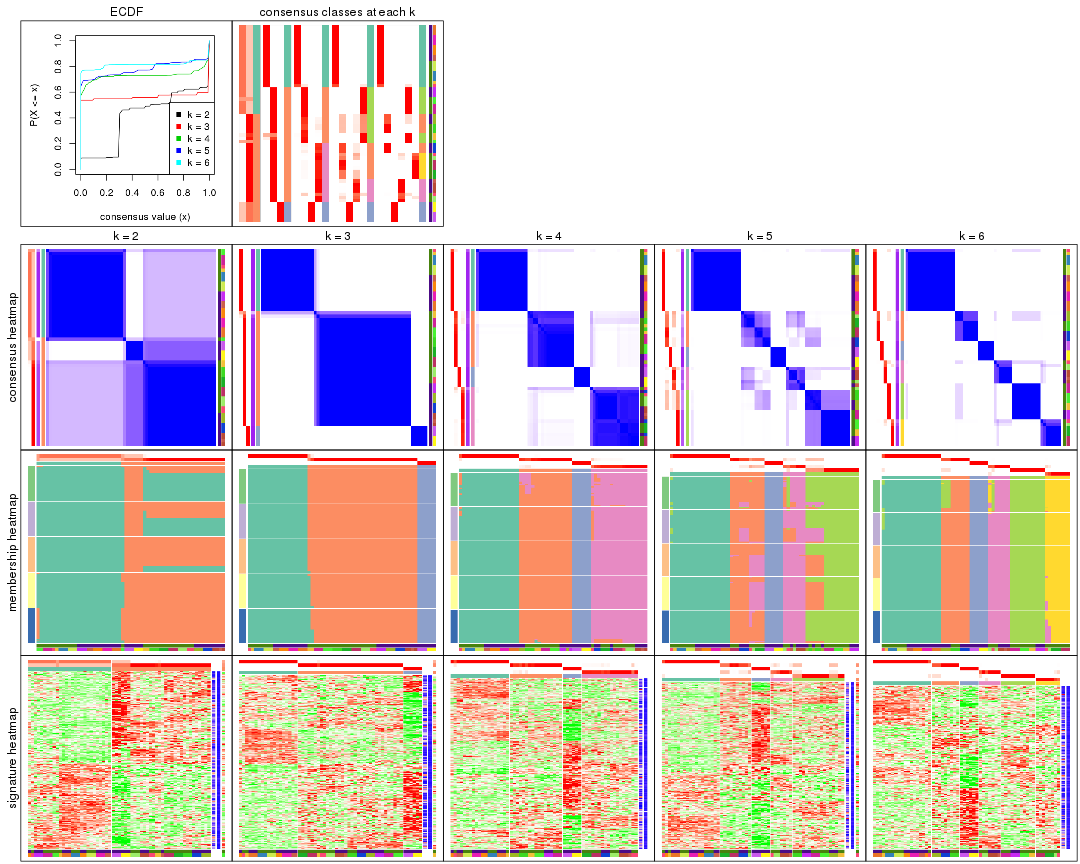 ECDF
consensus classes at each k
P(X <= x)
1.0
0.8
0.6
0.4
0.2
0.0
k = 2
k = 3
k = 4
k = 5
k = 6
0.0 0.2 0.4 0.6 0.8 1.0
consensus value (x)
k = 2
k = 3
k = 4
k = 5
k = 6
consensus heatmap
membership heatmap
signature heatmap